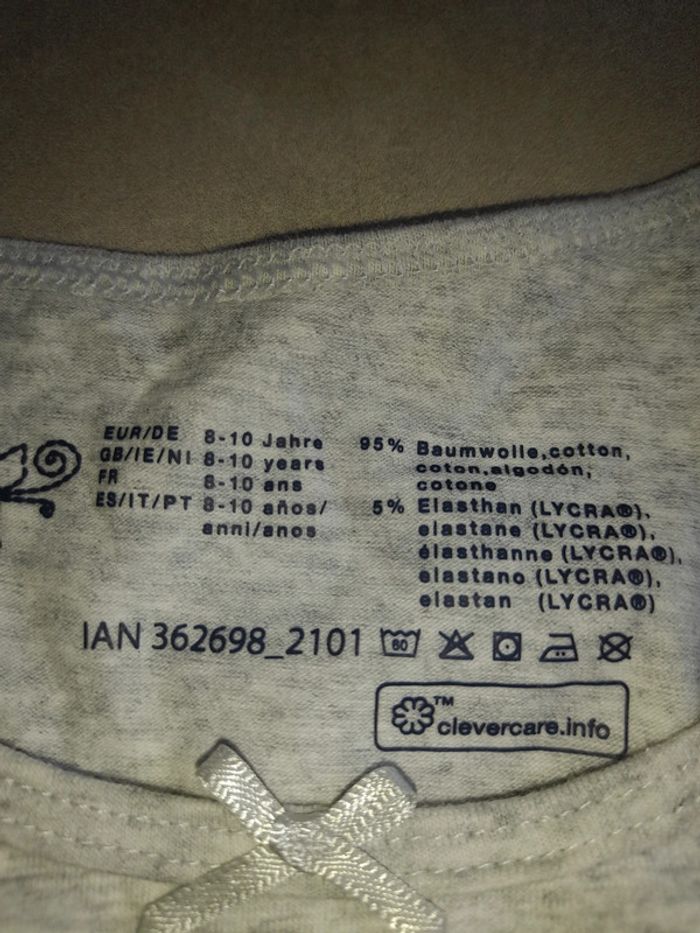 EUR/DE 8-10 Jahre
GB/IE/NI 8-10 years
FR 8-10 ans
ES/IT/PT 8-10 años/
anni/anos
95% Baumwolle,cotton,
coton,algodón,
cotone
5% Elasthan (LYCRA®),
elastane (LYCRA®),
élasthanne (LYCRA®),
elastano (LYCRA®),
elastan (LYCRA®)
IAN 362698_2101 60
™
clevercare.info